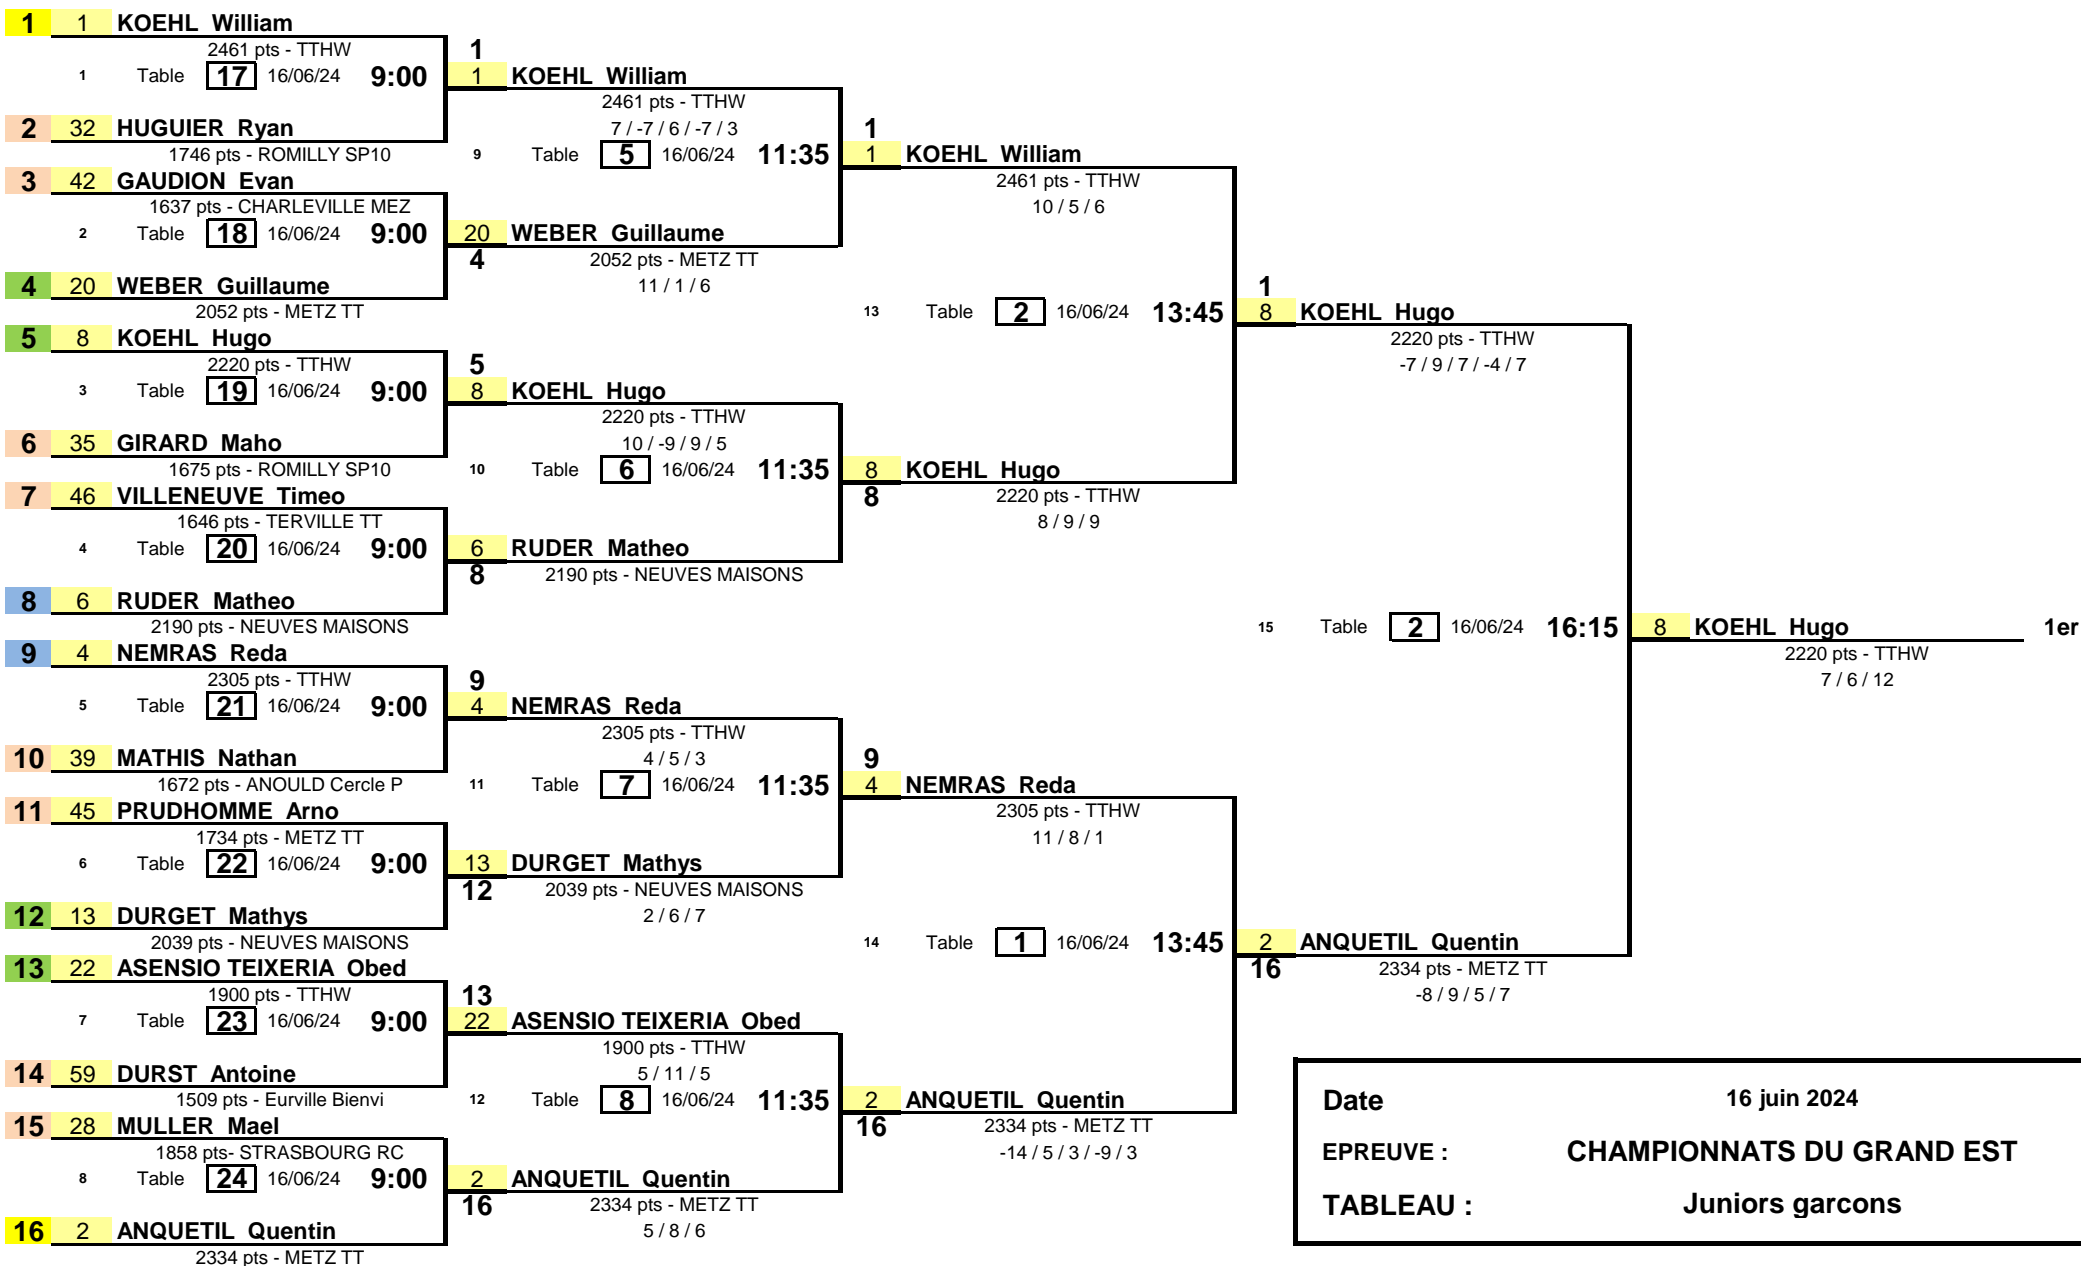 1 1 KOEHL William
2461 pts - TTHW
1 Table 17 16/06/24 9:00
2 32 HUGUIER Ryan
1746 pts - ROMILLY SP10
3 42 GAUDION Evan
1637 pts - CHARLEVILLE MEZ
2 Table 18 16/06/24 9:00
4 20 WEBER Guillaume
2052 pts - METZ TT
5 8 KOEHL Hugo
2220 pts - TTHW
3 Table 19 16/06/24 9:00
6 35 GIRARD Maho
1675 pts - ROMILLY SP10
7 46 VILLENEUVE Timeo
1646 pts - TERVILLE TT
4 Table 20 16/06/24 9:00
8 6 RUDER Matheo
2190 pts - NEUVES MAISONS
9 4 NEMRAS Reda
2305 pts - TTHW
5 Table 21 16/06/24 9:00
10 39 MATHIS Nathan
1672 pts - ANOULD Cercle P
11 45 PRUDHOMME Arno
1734 pts - METZ TT
6 Table 22 16/06/24 9:00
12 13 DURGET Mathys
2039 pts - NEUVES MAISONS
13 22 ASENSIO TEIXERIA Obed
1900 pts - TTHW
7 Table 23 16/06/24 9:00
14 59 DURST Antoine
1509 pts - Eurville Bienvi
15 28 MULLER Mael
1858 pts- STRASBOURG RC
8 Table 24 16/06/24 9:00
16 2 ANQUETIL Quentin
2334 pts - METZ TT
1
1 KOEHL William
2461 pts - TTHW
7 / -7 / 6 / -7 / 3
9 Table 5 16/06/24 11:35
20 WEBER Guillaume
4
2052 pts - METZ TT
11 / 1 / 6
5
8 KOEHL Hugo
2220 pts - TTHW
10 / -9 / 9 / 5
10 Table 6 16/06/24 11:35
6 RUDER Matheo
8
2190 pts - NEUVES MAISONS
9
4 NEMRAS Reda
2305 pts - TTHW
4 / 5 / 3
11 Table 7 16/06/24 11:35
13 DURGET Mathys
12
2039 pts - NEUVES MAISONS
2 / 6 / 7
13
22 ASENSIO TEIXERIA Obed
1900 pts - TTHW
5 / 11 / 5
12 Table 8 16/06/24 11:35
2 ANQUETIL Quentin
16
2334 pts - METZ TT
5 / 8 / 6
1
1 KOEHL William
2461 pts - TTHW
10 / 5 / 6
13 Table 2 16/06/24 13:45
8 KOEHL Hugo
8
2220 pts - TTHW
8 / 9 / 9
9
4 NEMRAS Reda
2305 pts - TTHW
11 / 8 / 1
14 Table 1 16/06/24 13:45
2 ANQUETIL Quentin
16
2334 pts - METZ TT
-14 / 5 / 3 / -9 / 3
1
8 KOEHL Hugo
2220 pts - TTHW
-7 / 9 / 7 / -4 / 7
15 Table 2 16/06/24 16:15
2 ANQUETIL Quentin
16
2334 pts - METZ TT
-8 / 9 / 5 / 7
8 KOEHL Hugo 1er
2220 pts - TTHW
7 / 6 / 12
Date 16 juin 2024
EPREUVE : CHAMPIONNATS DU GRAND EST
TABLEAU : Juniors garcons